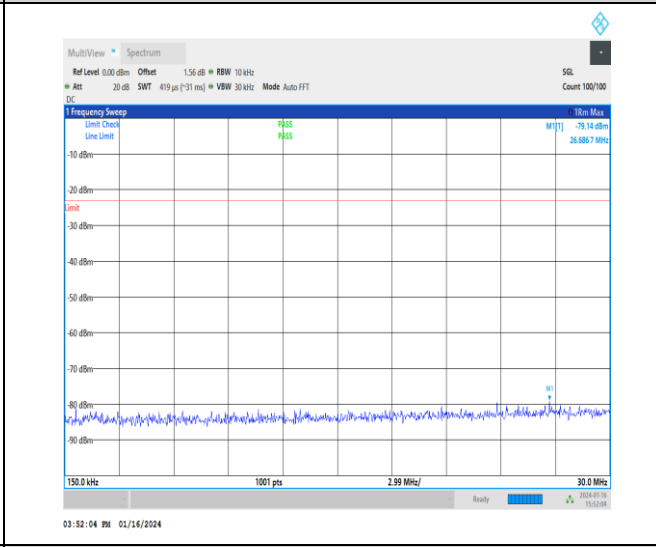 MultiView Spectrum
Ref Level 0.00 dBm Offset 1.56 dB RBW 10 kHz SGL
Att 20 dB SWT 419 µs (~31 ms) VBW 30 kHz Mode Auto FFT Count 100/100
DC
1 Frequency Sweep 1Rm Max
Limit Check PASS M1[1] -79.14 dBm
Line Limit PASS 26.686 7 MHz
-10 dBm
-20 dBm
Limit
-30 dBm
-40 dBm
-50 dBm
-60 dBm
-70 dBm
M1
-80 dBm
-90 dBm
150.0 kHz 1001 pts 2.99 MHz/ 30.0 MHz
Ready 2024-01-16
15:52:04
03:52:04 PM 01/16/2024